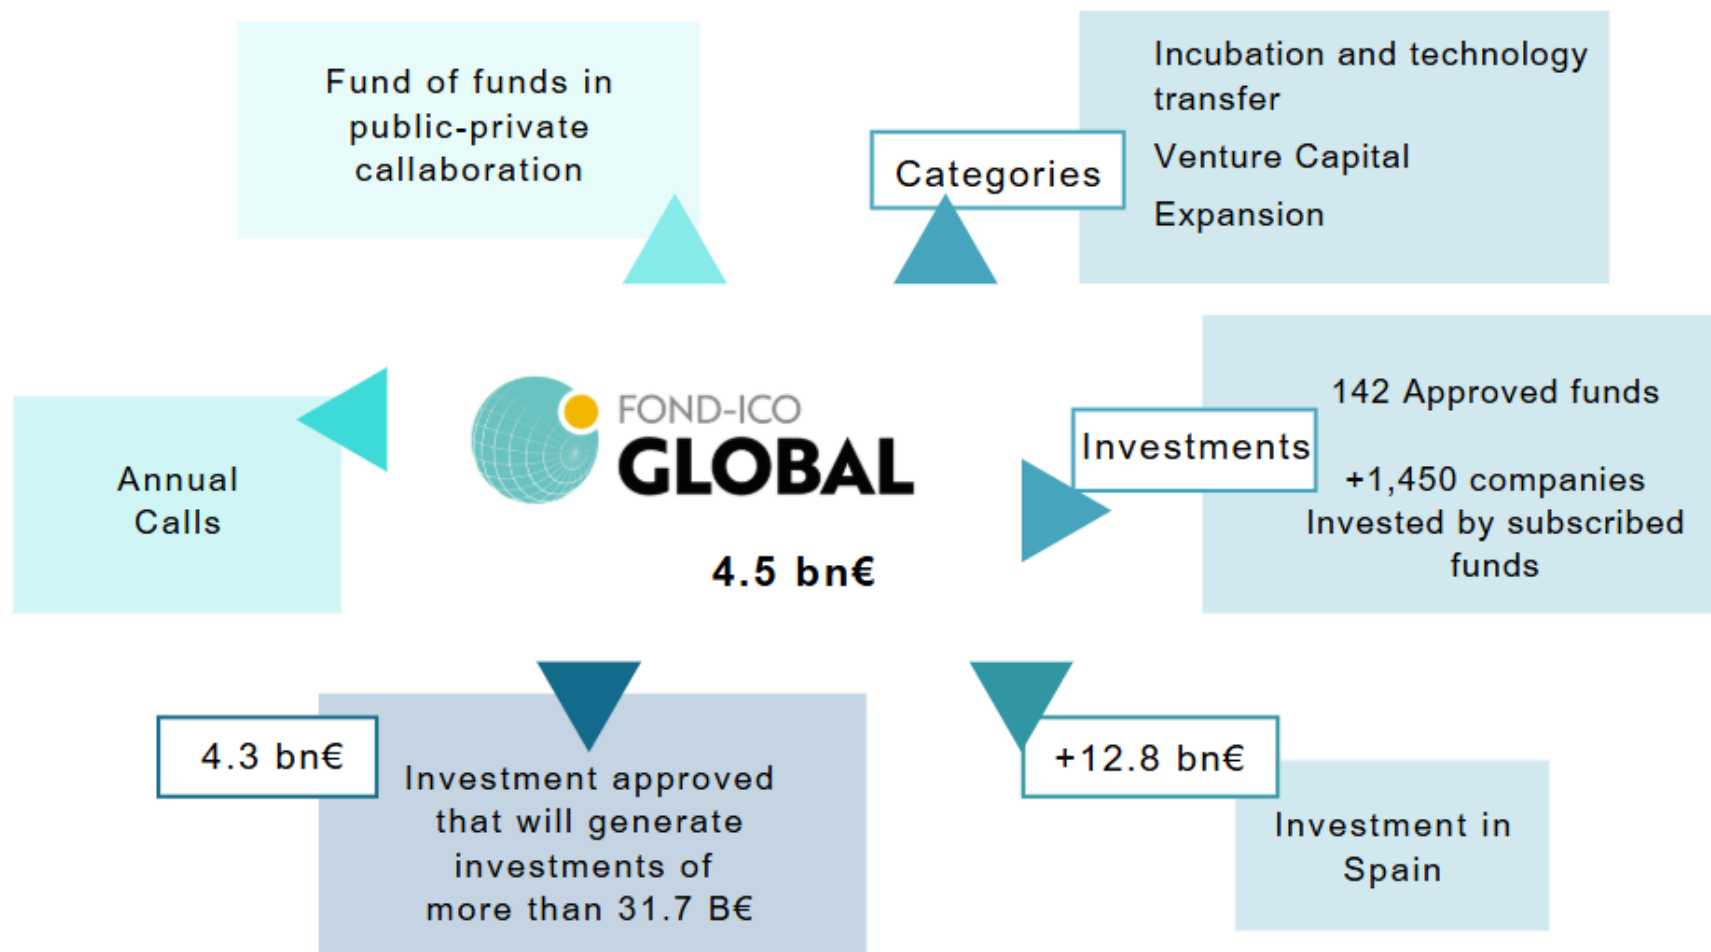 Fund of funds in
public-private
callaboration
Categories
Incubation and technology
transfer
Venture Capital
Expansion
Annual
Calls
FOND-ICO
GLOBAL
4.5 bn€
Investments
142 Approved funds
+1,450 companies
Invested by subscribed
funds
4.3 bn€
Investment approved
that will generate
investments of
more than 31.7 B€
+12.8 bn€
Investment in
Spain